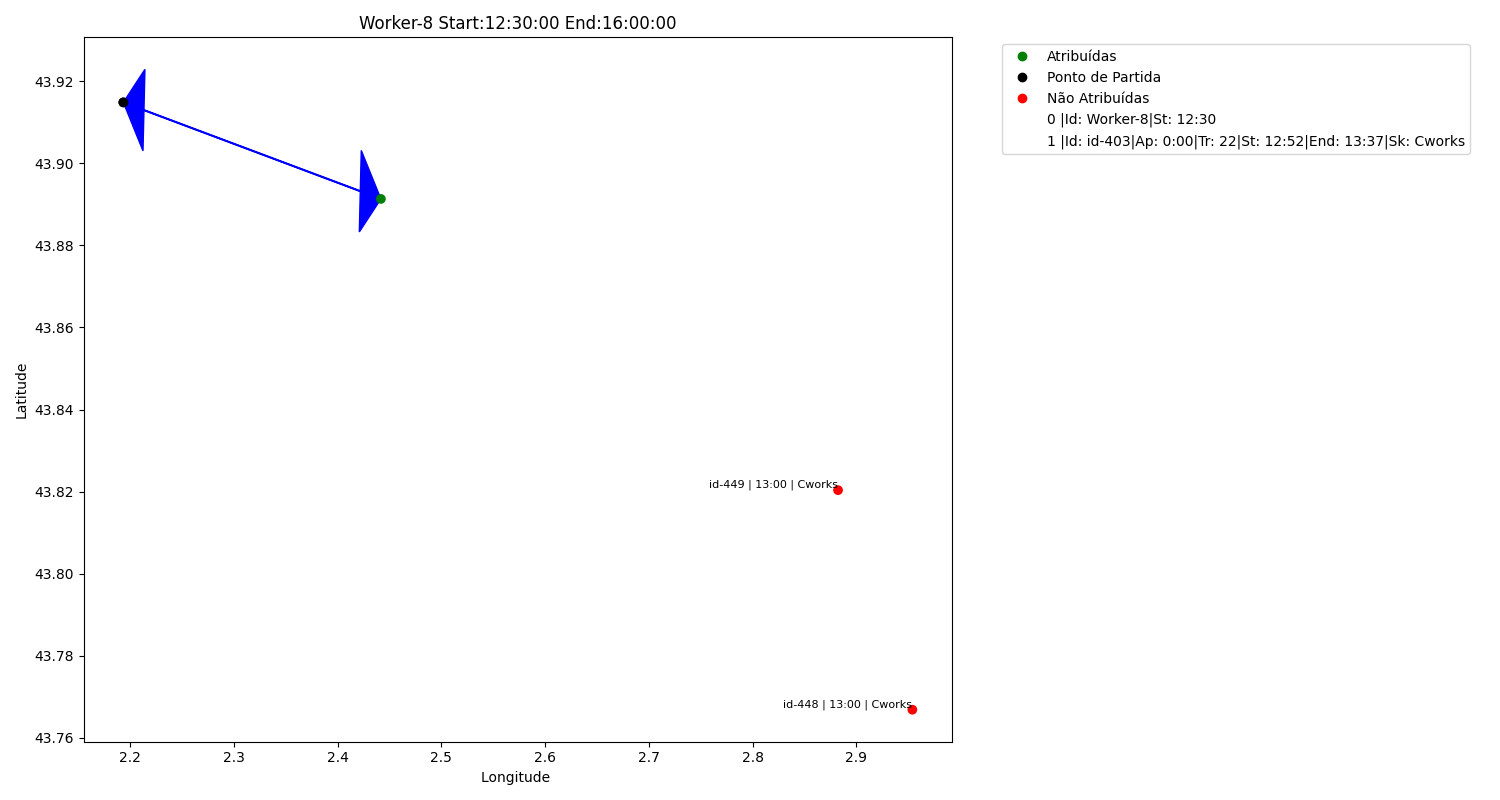 Worker-8 Start:12:30:00 End:16:00:00
Atribuídas
Ponto de Partida
Não Atribuídas
0 |Id: Worker-8|St: 12:30
1 |Id: id-403|Ap: 0:00|Tr: 22|St: 12:52|End: 13:37|Sk: Cworks
43.92
43.90
43.88
43.86
43.84
43.82
43.80
43.78
43.76
Latitude
id-449 | 13:00 | Cworks
id-448 | 13:00 | Cworks
2.2 2.3 2.4 2.5 2.6 2.7 2.8 2.9
Longitude